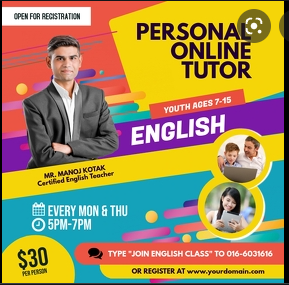 OPEN FOR REGISTRATION
PERSONAL
ONLINE
TUTOR
YOUTH AGES 7-15
ENGLISH
MR. MANOJ KOTAK
Certified English Teacher
EVERY MON & THU
5PM-7PM
$30
PER PERSON
TYPE "JOIN ENGLISH CLASS" TO 016-6031616
OR REGISTER AT www.yourdomain.com